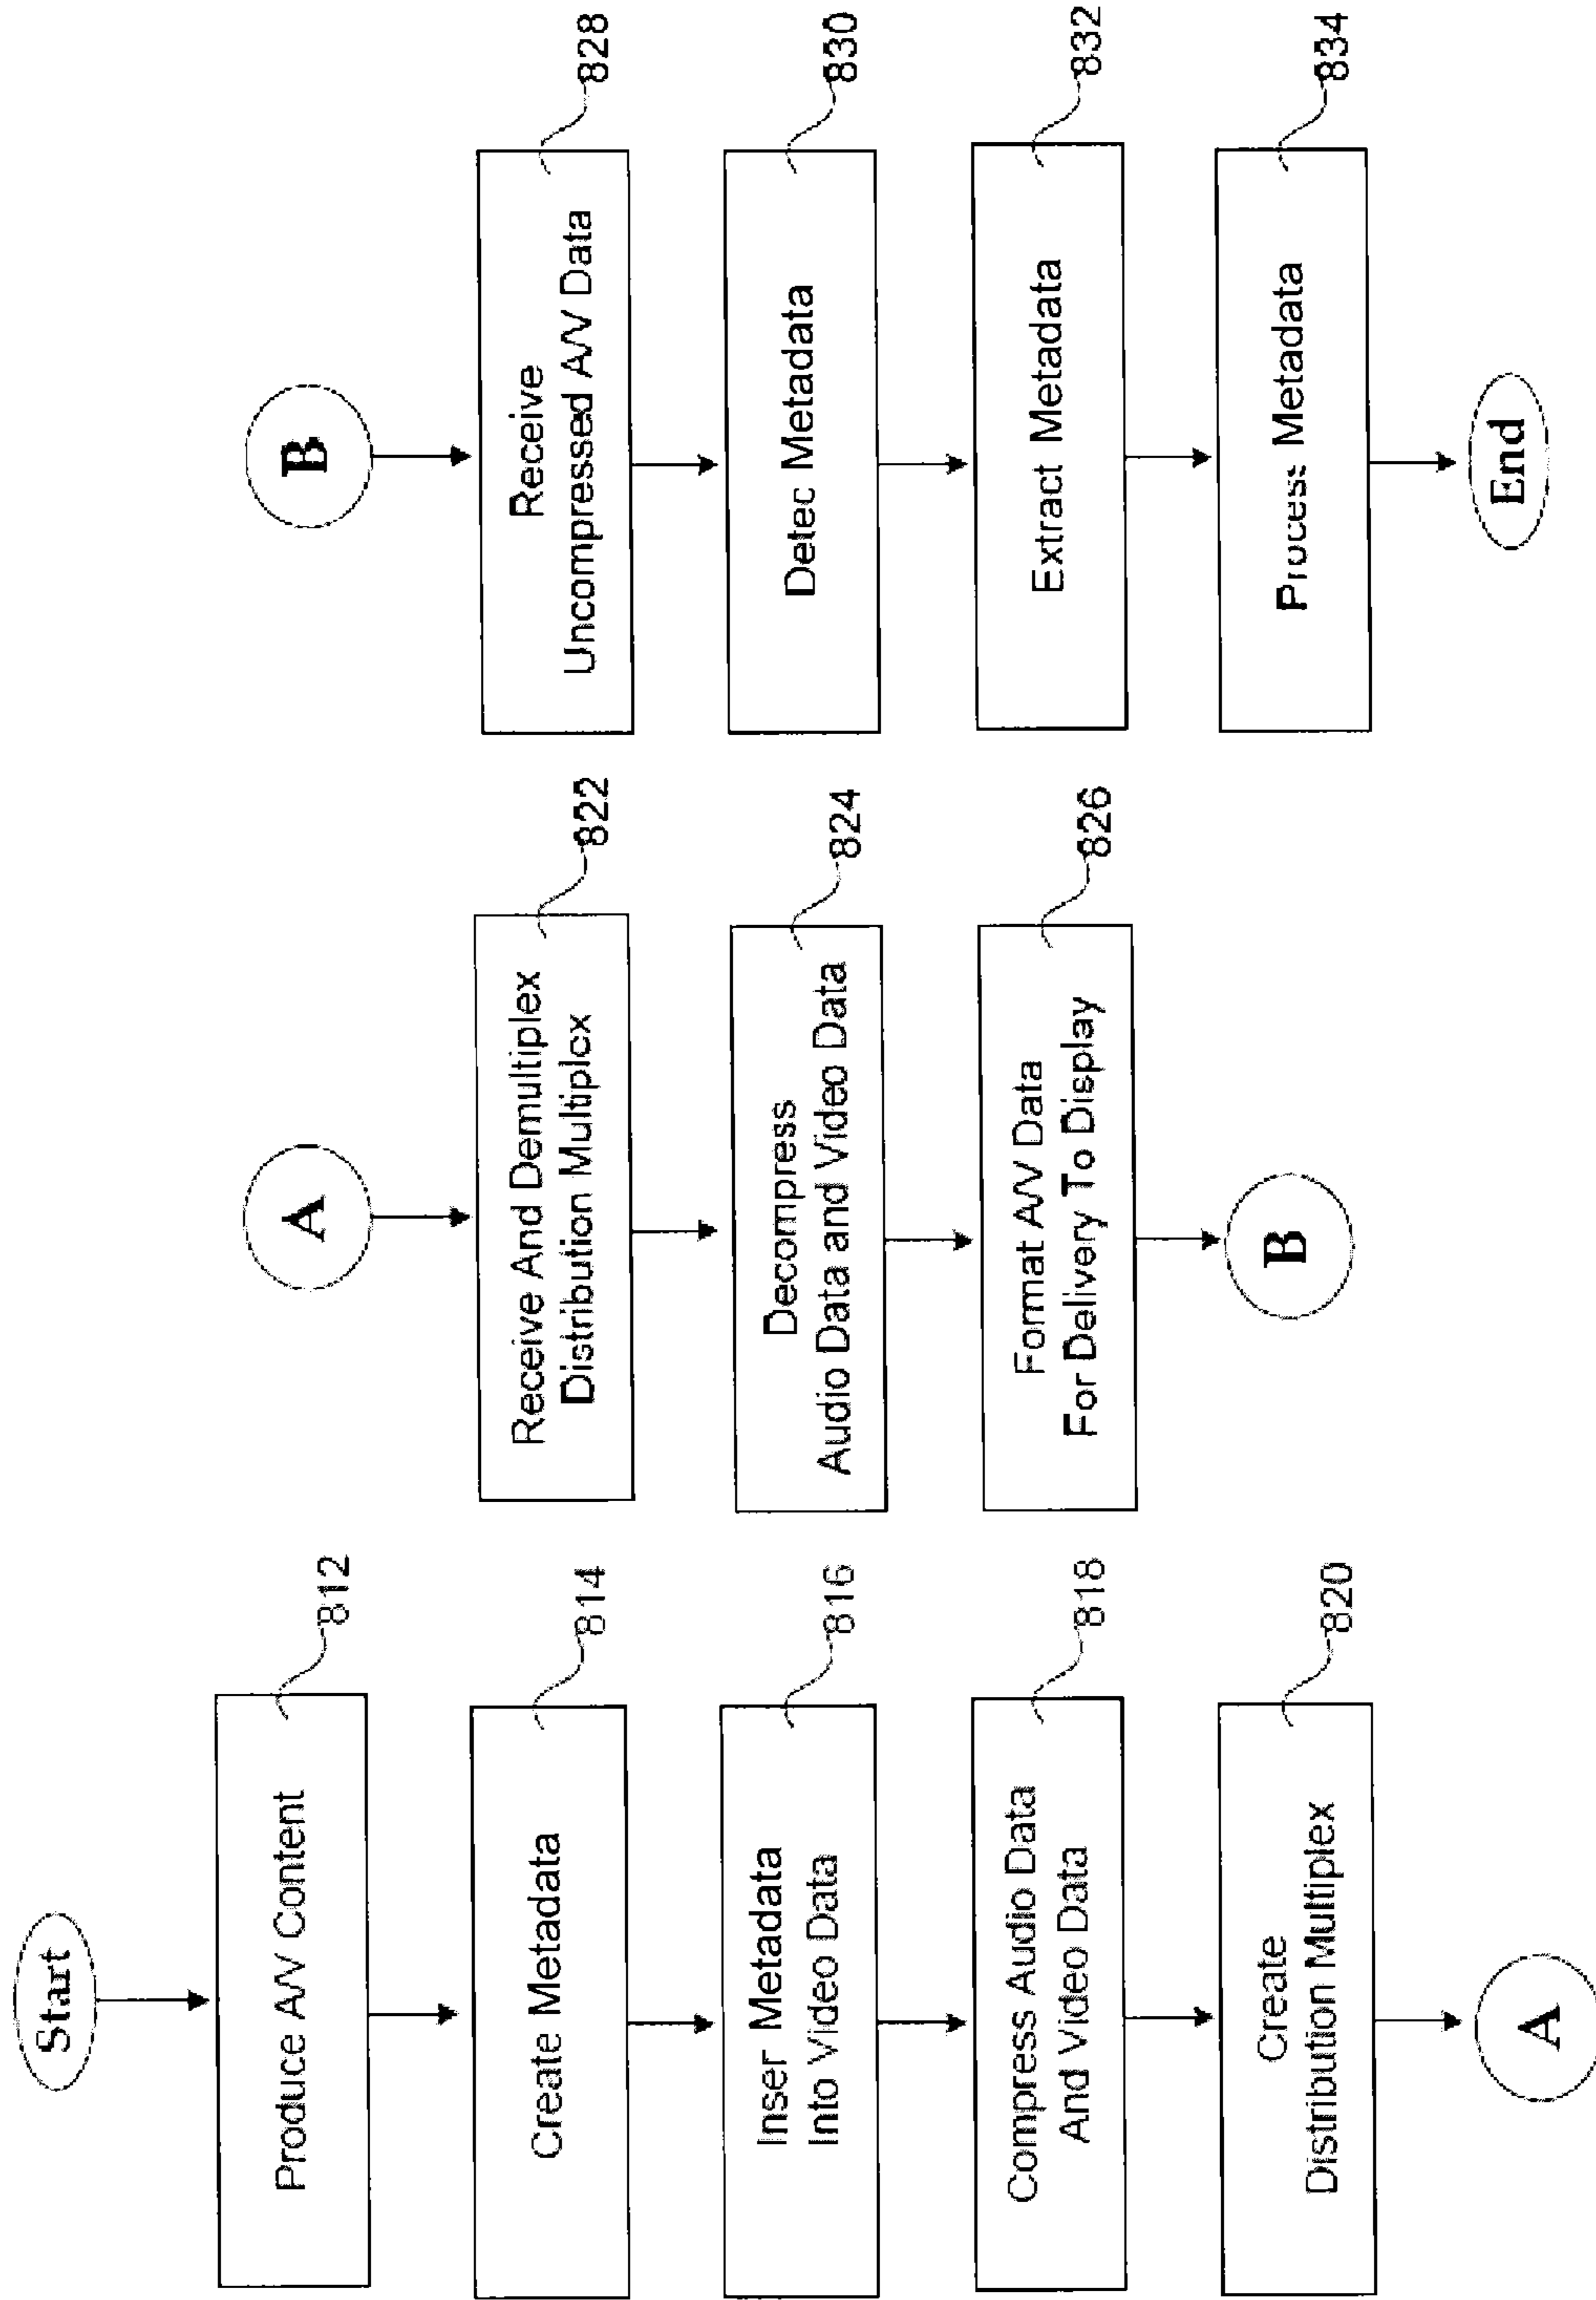 Start
Produce A/V Content
812
Create Metadata
814
Inser Metadata
Into Video Data
816
Compress Audio Data
And Video Data
818
Create
Distribution Multiplex
820
A
A
Receive And Demultiplex
Distribution Multiplex
822
Decompress
Audio Data and Video Data
824
Format A/V Data
For Delivery To Display
826
B
B
Receive
Uncompressed A/V Data
828
Detec Metadata
830
Extract Metadata
832
Process Metadata
834
End